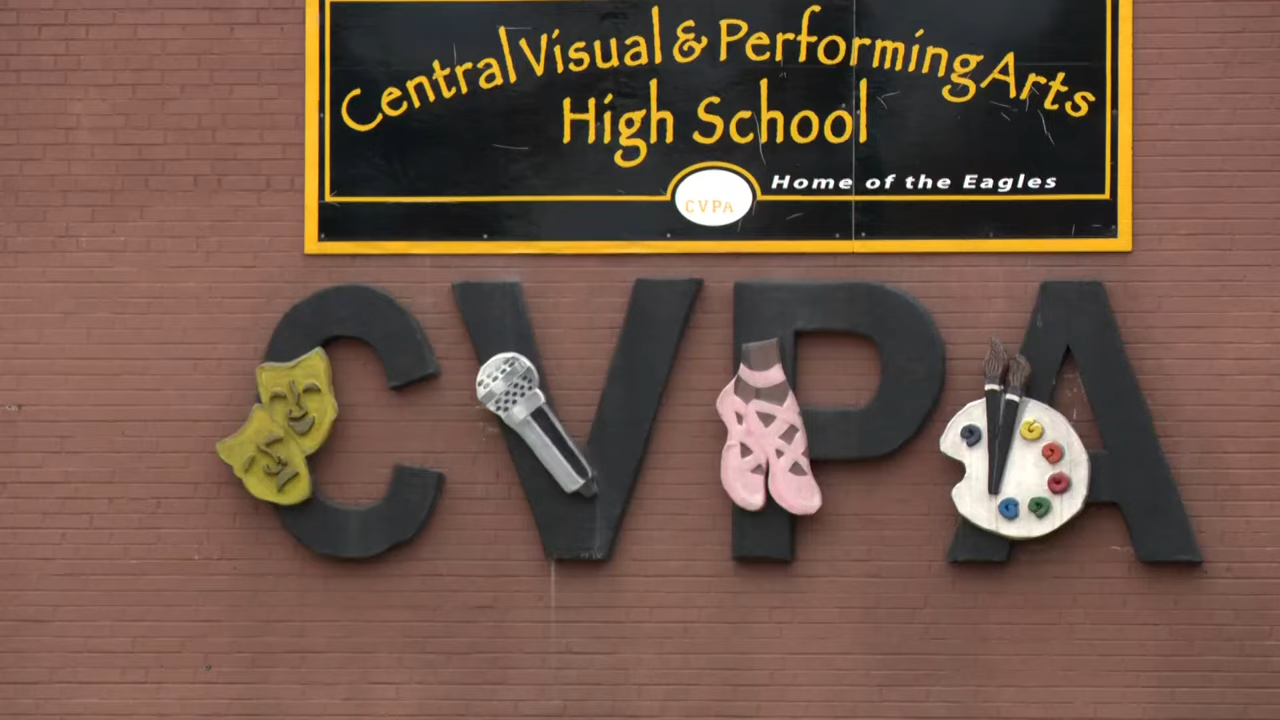 Central Visual & Performing Arts
High School
Home of the Eagles
CVPA
CVPA